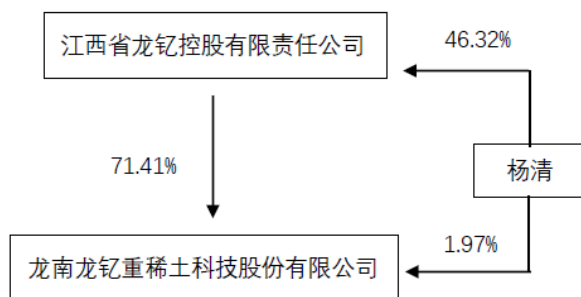 江西省龙钇控股有限责任公司
46.32%
71.41%
杨清
1.97%
龙南龙钇重稀土科技股份有限公司